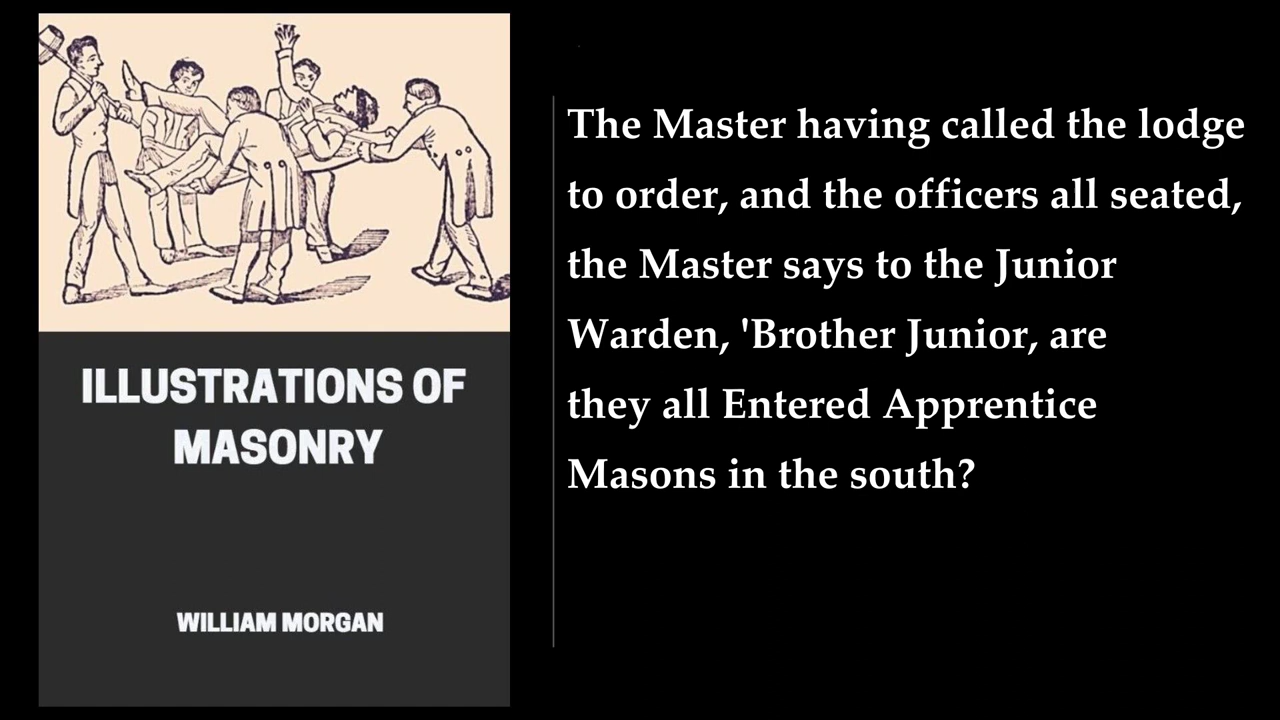 ILLUSTRATIONS OF
MASONRY
WILLIAM MORGAN
The Master having called the lodge
to order, and the officers all seated,
the Master says to the Junior
Warden, 'Brother Junior, are
they all Entered Apprentice
Masons in the south?